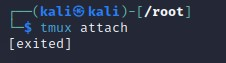 ┌──(kali㉿kali)-[/root]
└─$ tmux attach
[exited]